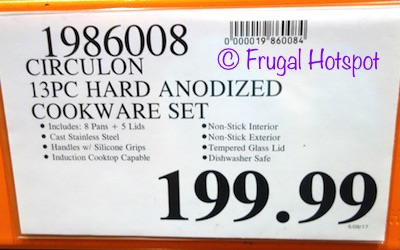 1986008
0000019860084
© Frugal Hotspot
CIRCULON
13PC HARD ANODIZED
COOKWARE SET
• Includes: 8 Pans + 5 Lids
• Cast Stainless Steel
• Handles w/ Silicone Grips
• Induction Cooktop Capable
• Non-Stick Interior
• Non-Stick Exterior
• Tempered Glass Lid
• Dishwasher Safe
199.99
5/09/17